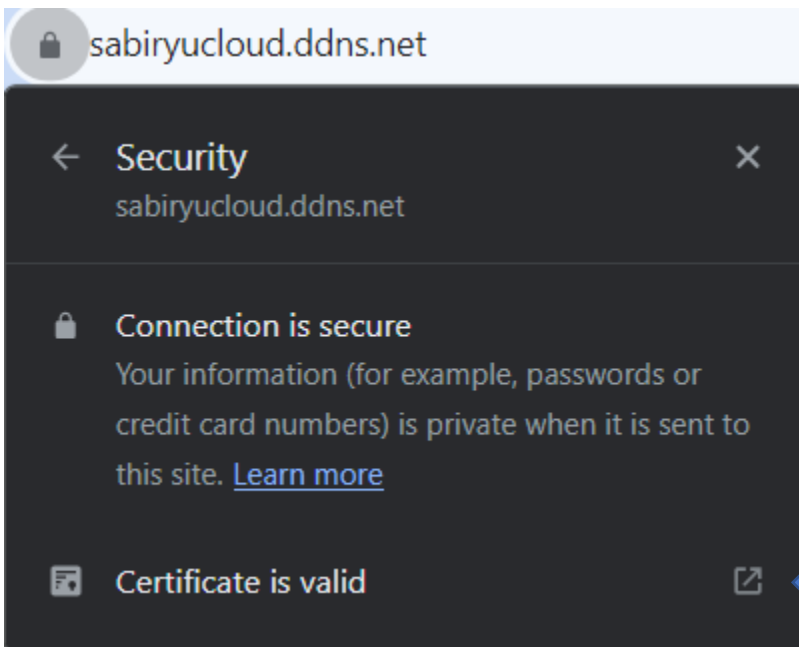 sabiryucloud.ddns.net
Security
sabiryucloud.ddns.net
Connection is secure
Your information (for example, passwords or
credit card numbers) is private when it is sent to
this site. Learn more
Certificate is valid